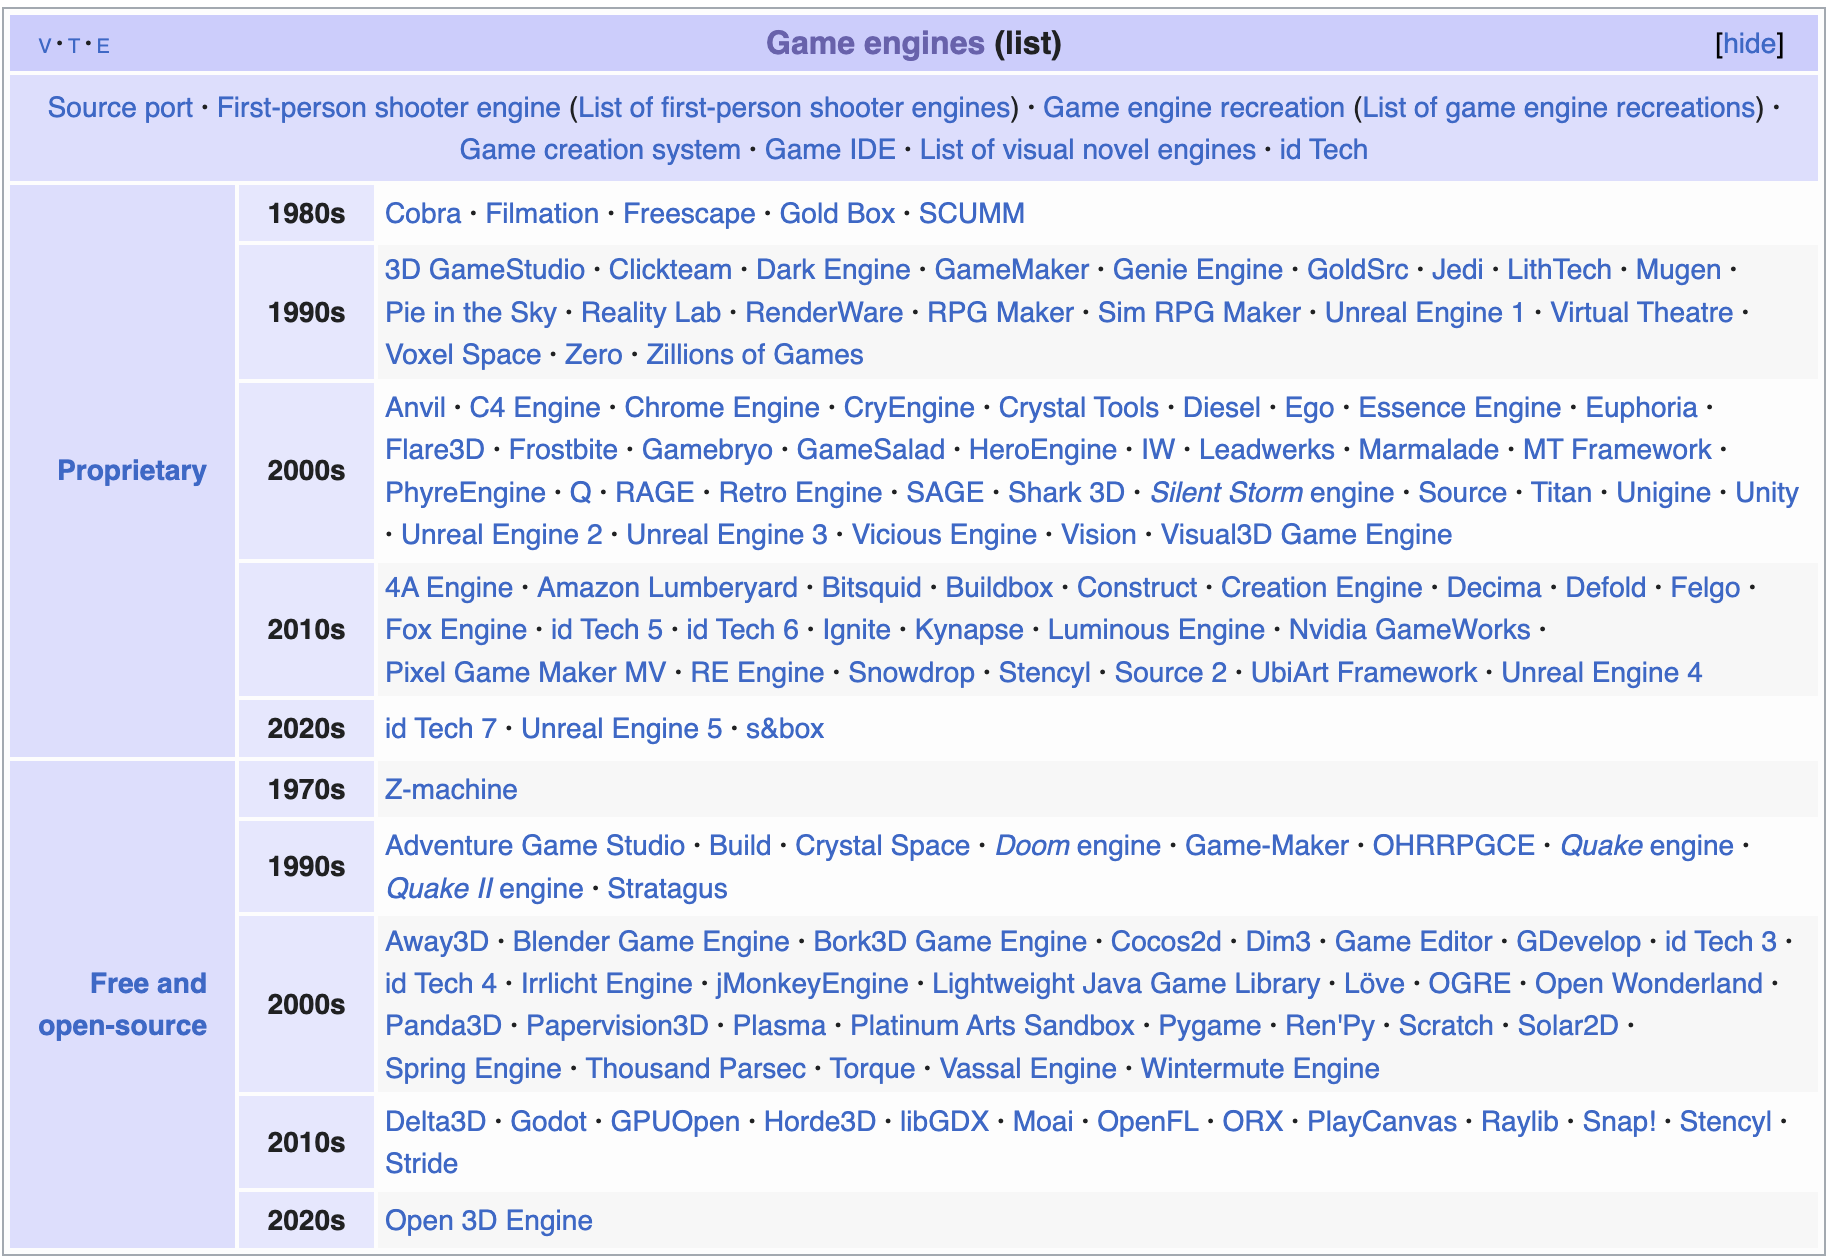 V • T • E Game engines (list) [hide]
Source port • First-person shooter engine (List of first-person shooter engines) • Game engine recreation (List of game engine recreations) •
Game creation system • Game IDE • List of visual novel engines • id Tech
Proprietary
1980s
Cobra • Filmation • Freescape • Gold Box • SCUMM
1990s
3D GameStudio • Clickteam • Dark Engine • GameMaker • Genie Engine • GoldSrc • Jedi • LithTech • Mugen •
Pie in the Sky • Reality Lab • RenderWare • RPG Maker • Sim RPG Maker • Unreal Engine 1 • Virtual Theatre •
Voxel Space • Zero • Zillions of Games
2000s
Anvil • C4 Engine • Chrome Engine • CryEngine • Crystal Tools • Diesel • Ego • Essence Engine • Euphoria •
Flare3D • Frostbite • Gamebryo • GameSalad • HeroEngine • IW • Leadwerks • Marmalade • MT Framework •
PhyreEngine • Q • RAGE • Retro Engine • SAGE • Shark 3D • Silent Storm engine • Source • Titan • Unigine • Unity
• Unreal Engine 2 • Unreal Engine 3 • Vicious Engine • Vision • Visual3D Game Engine
2010s
4A Engine • Amazon Lumberyard • Bitsquid • Buildbox • Construct • Creation Engine • Decima • Defold • Felgo •
Fox Engine • id Tech 5 • id Tech 6 • Ignite • Kynapse • Luminous Engine • Nvidia GameWorks •
Pixel Game Maker MV • RE Engine • Snowdrop • Stencyl • Source 2 • UbiArt Framework • Unreal Engine 4
2020s
id Tech 7 • Unreal Engine 5 • s&box
Free and
open-source
1970s
Z-machine
1990s
Adventure Game Studio • Build • Crystal Space • Doom engine • Game-Maker • OHRRPGCE • Quake engine •
Quake II engine • Stratagus
2000s
Away3D • Blender Game Engine • Bork3D Game Engine • Cocos2d • Dim3 • Game Editor • GDevelop • id Tech 3 •
id Tech 4 • Irrlicht Engine • jMonkeyEngine • Lightweight Java Game Library • Löve • OGRE • Open Wonderland •
Panda3D • Papervision3D • Plasma • Platinum Arts Sandbox • Pygame • Ren'Py • Scratch • Solar2D •
Spring Engine • Thousand Parsec • Torque • Vassal Engine • Wintermute Engine
2010s
Delta3D • Godot • GPUOpen • Horde3D • libGDX • Moai • OpenFL • ORX • PlayCanvas • Raylib • Snap! • Stencyl •
Stride
2020s
Open 3D Engine